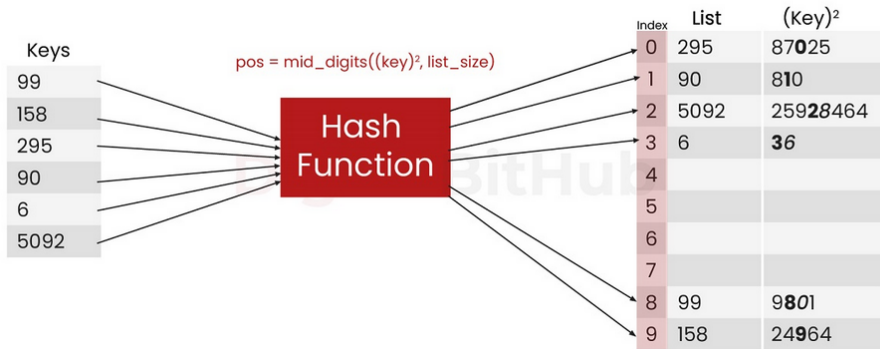 Index List (Key)²
Keys
pos = mid_digits((key)², list_size)
99
158
295
90
6
5092
Hash
Function
0 295 87025
1 90 810
2 5092 25928464
3 6 36
4
5
6
7
8 99 9801
9 158 24964
BitHub